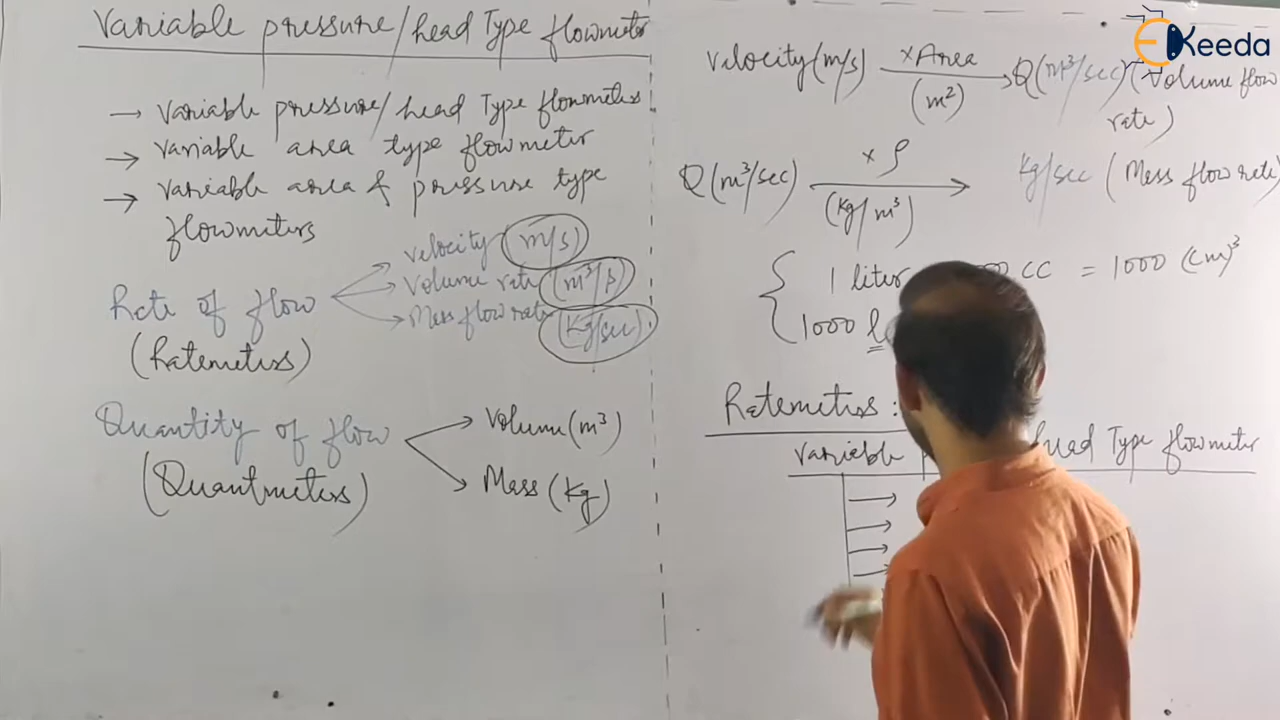 Variable pressure/head Type flowmeter
→ Variable pressure/head Type flowmeters
→ variable area type flowmeter
→ variable area & pressure type
flowmeters
Rate of flow
(Ratemeters)
velocity (m/s)
Volume rate (m³/s)
Mass flow rate (Kg/sec)
Quantity of flow
(Quantmeters)
Volume (m³)
Mass (Kg)
Keeda
velocity (m/s) × Area (m²) → Q (m³/sec) (Volume flow
rate)
Q (m³/sec) × ρ (Kg/m³) → Kg/sec (Mass flow rate)
1 liter CC = 1000 (cm)³
1000
Ratemeters :
Variable head Type flowmeter